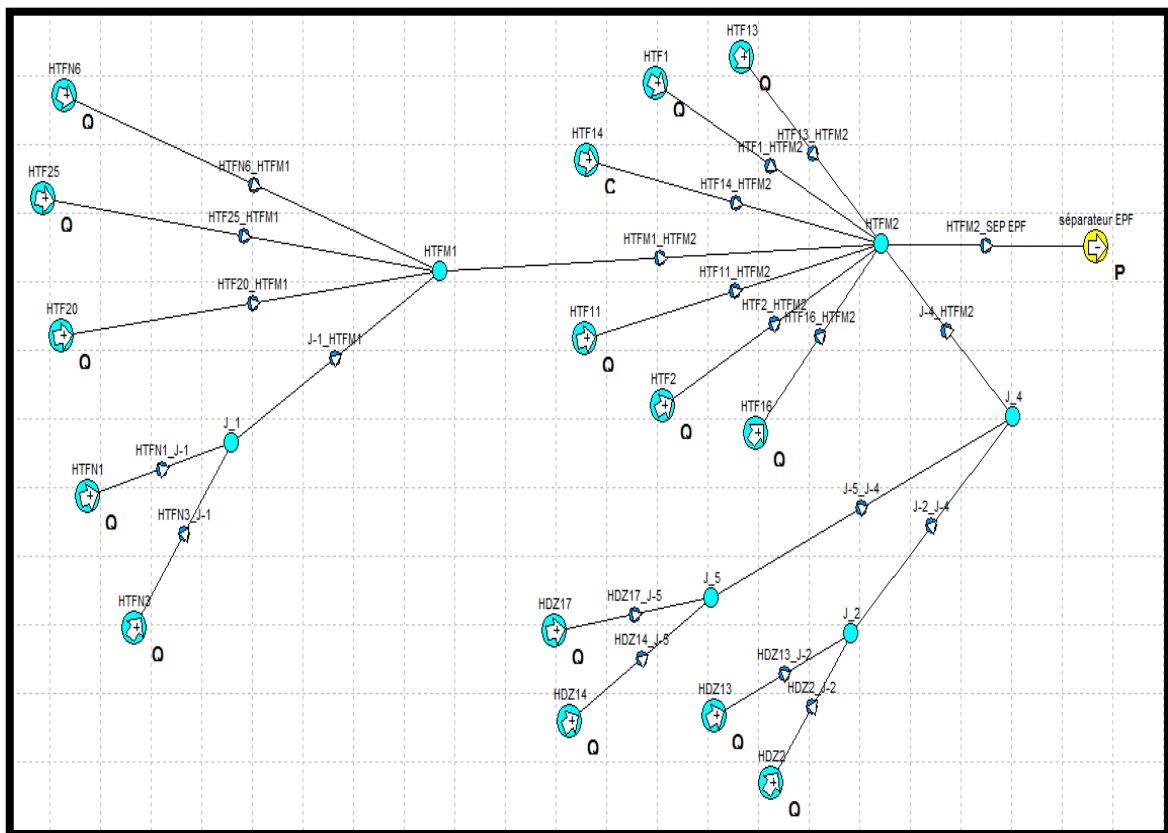 HTF13
HTFN6
HTF1
Q
Q
Q
HTF14
HTF13_HTFM2
HTF1_HTFM2
HTF25
HTFN6_HTFM1
C
HTF14_HTFM2
séparateur EPF
HTF25_HTFM1
HTFM2
HTFM2_SEP EPF
Q
HTFM1
HTFM1_HTFM2
P
HTF11_HTFM2
HTF20_HTFM1
HTF20
HTF11
HTF2_HTFM2
HTF16_HTFM2
J-4_HTFM2
J-1_HTFM1
Q
Q
HTF2
J_4
HTF16
J_1
Q
HTFN1_J-1
Q
HTFN1
J-5_J-4
J-2_J-4
HTFN3_J-1
Q
J_5
HDZ17_J-5
HTFN3
HDZ17
J_2
HDZ14_J-5
Q
Q
HDZ13_J-2
HDZ14
HDZ13
HDZ2_J-2
Q
Q
HDZ2
Q